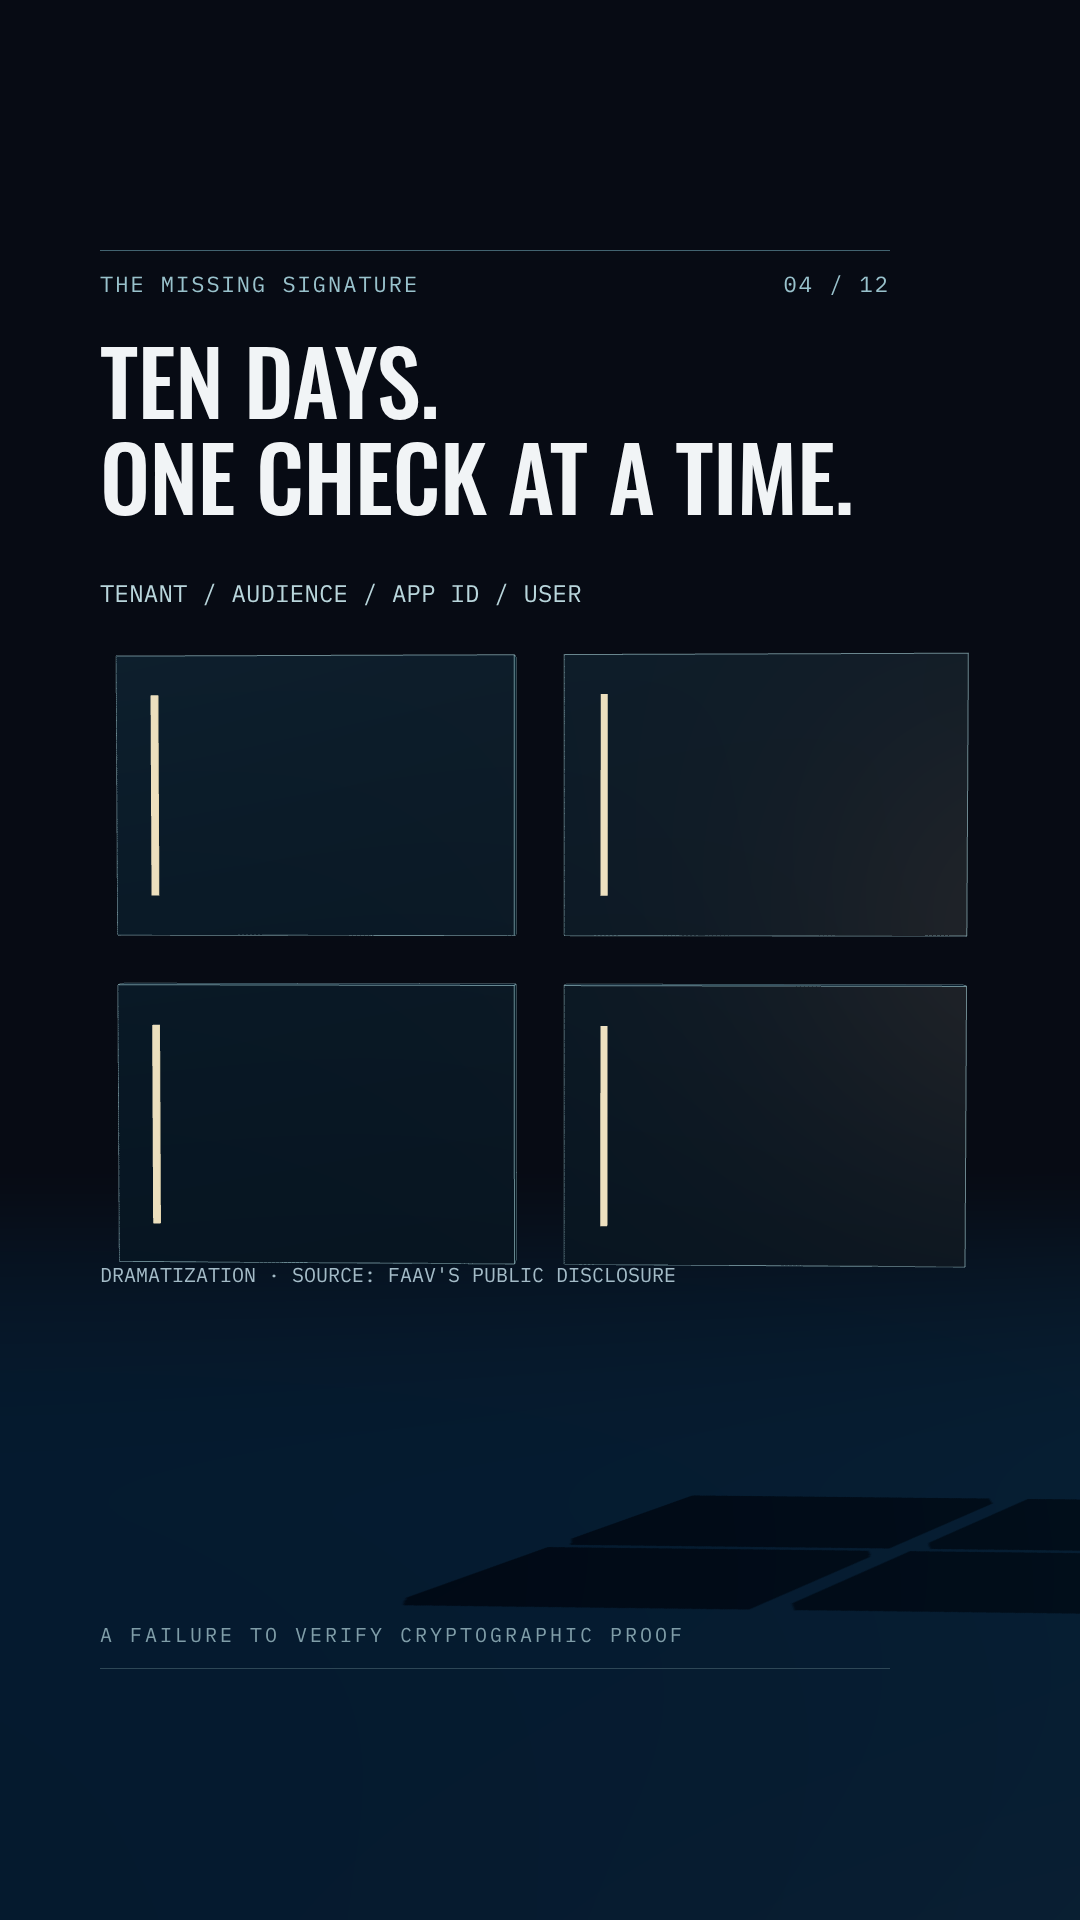 THE MISSING SIGNATURE
04 / 12
TEN DAYS.
ONE CHECK AT A TIME.
TENANT / AUDIENCE / APP ID / USER
DRAMATIZATION · SOURCE: FAAV'S PUBLIC DISCLOSURE
A FAILURE TO VERIFY CRYPTOGRAPHIC PROOF